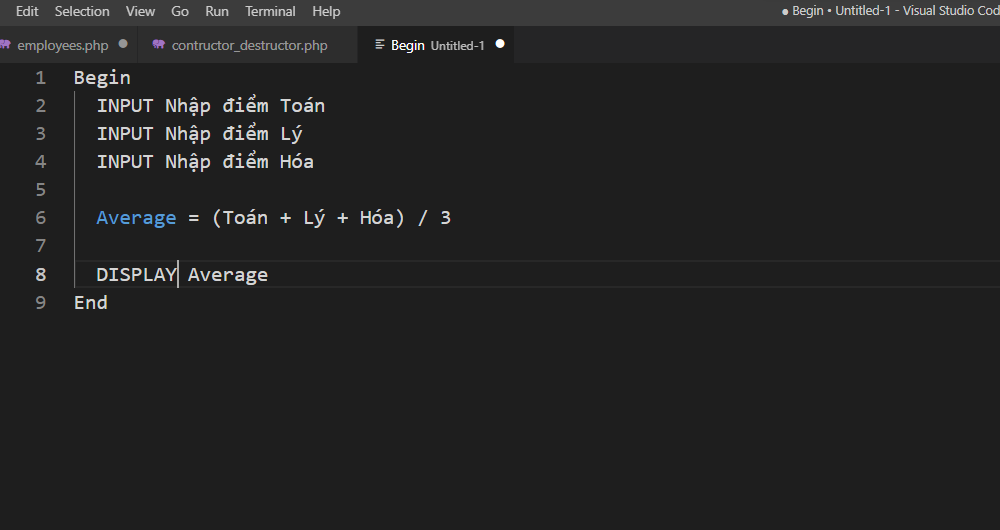 Edit Selection View Go Run Terminal Help ● Begin • Untitled-1 - Visual Studio Cod
employees.php ● contructor_destructor.php Begin Untitled-1 ●
1 Begin
2 INPUT Nhập điểm Toán
3 INPUT Nhập điểm Lý
4 INPUT Nhập điểm Hóa
5
6 Average = (Toán + Lý + Hóa) / 3
7
8 DISPLAY Average
9 End